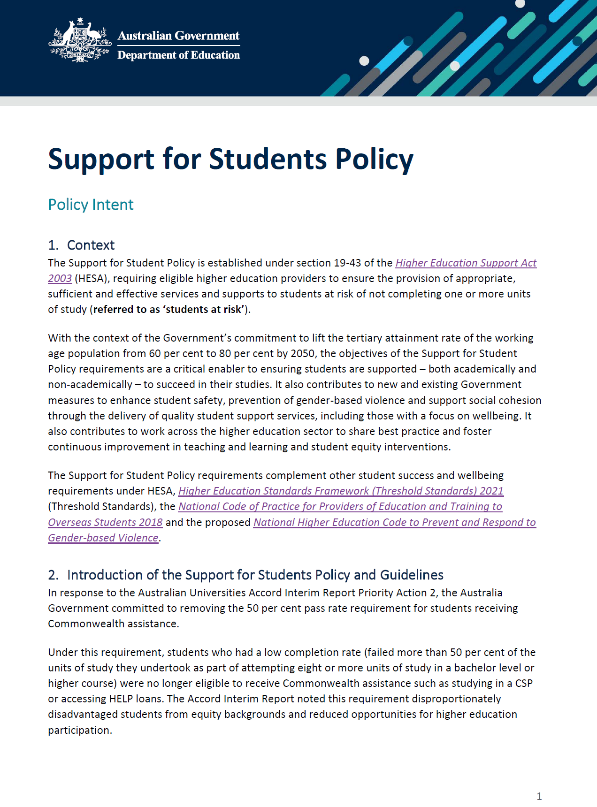 Australian Government
Department of Education
Support for Students Policy
Policy Intent
1. Context
The Support for Student Policy is established under section 19-43 of the Higher Education Support Act
2003 (HESA), requiring eligible higher education providers to ensure the provision of appropriate,
sufficient and effective services and supports to students at risk of not completing one or more units
of study (referred to as ‘students at risk’).
With the context of the Government’s commitment to lift the tertiary attainment rate of the working
age population from 60 per cent to 80 per cent by 2050, the objectives of the Support for Student
Policy requirements are a critical enabler to ensuring students are supported – both academically and
non-academically – to succeed in their studies. It also contributes to new and existing Government
measures to enhance student safety, prevention of gender-based violence and support social cohesion
through the delivery of quality student support services, including those with a focus on wellbeing. It
also contributes to work across the higher education sector to share best practice and foster
continuous improvement in teaching and learning and student equity interventions.
The Support for Student Policy requirements complement other student success and wellbeing
requirements under HESA, Higher Education Standards Framework (Threshold Standards) 2021
(Threshold Standards), the National Code of Practice for Providers of Education and Training to
Overseas Students 2018 and the proposed National Higher Education Code to Prevent and Respond to
Gender-based Violence.
2. Introduction of the Support for Students Policy and Guidelines
In response to the Australian Universities Accord Interim Report Priority Action 2, the Australia
Government committed to removing the 50 per cent pass rate requirement for students receiving
Commonwealth assistance.
Under this requirement, students who had a low completion rate (failed more than 50 per cent of the
units of study they undertook as part of attempting eight or more units of study in a bachelor level or
higher course) were no longer eligible to receive Commonwealth assistance such as studying in a CSP
or accessing HELP loans. The Accord Interim Report noted this requirement disproportionately
disadvantaged students from equity backgrounds and reduced opportunities for higher education
participation.
1